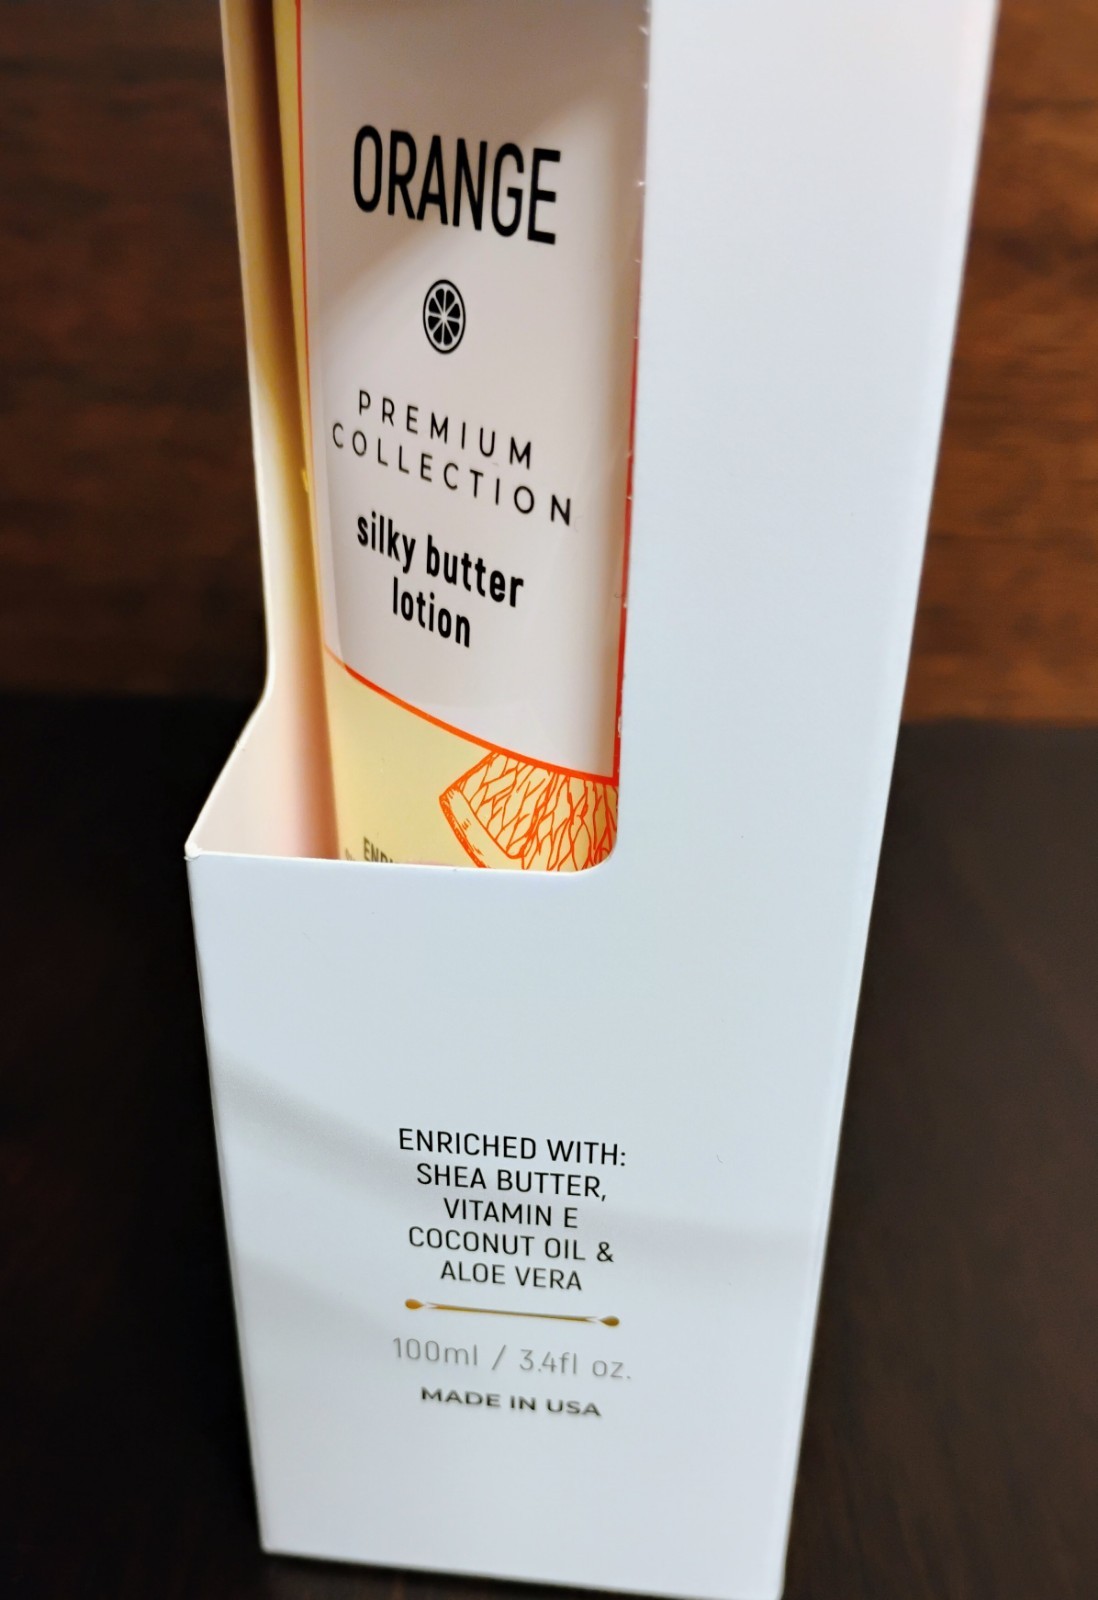 ORANGE
PREMIUM
COLLECTION
silky butter
lotion
ENRICHED WITH:
SHEA BUTTER,
VITAMIN E
COCONUT OIL &
ALOE VERA
100ml / 3.4fl oz.
MADE IN USA